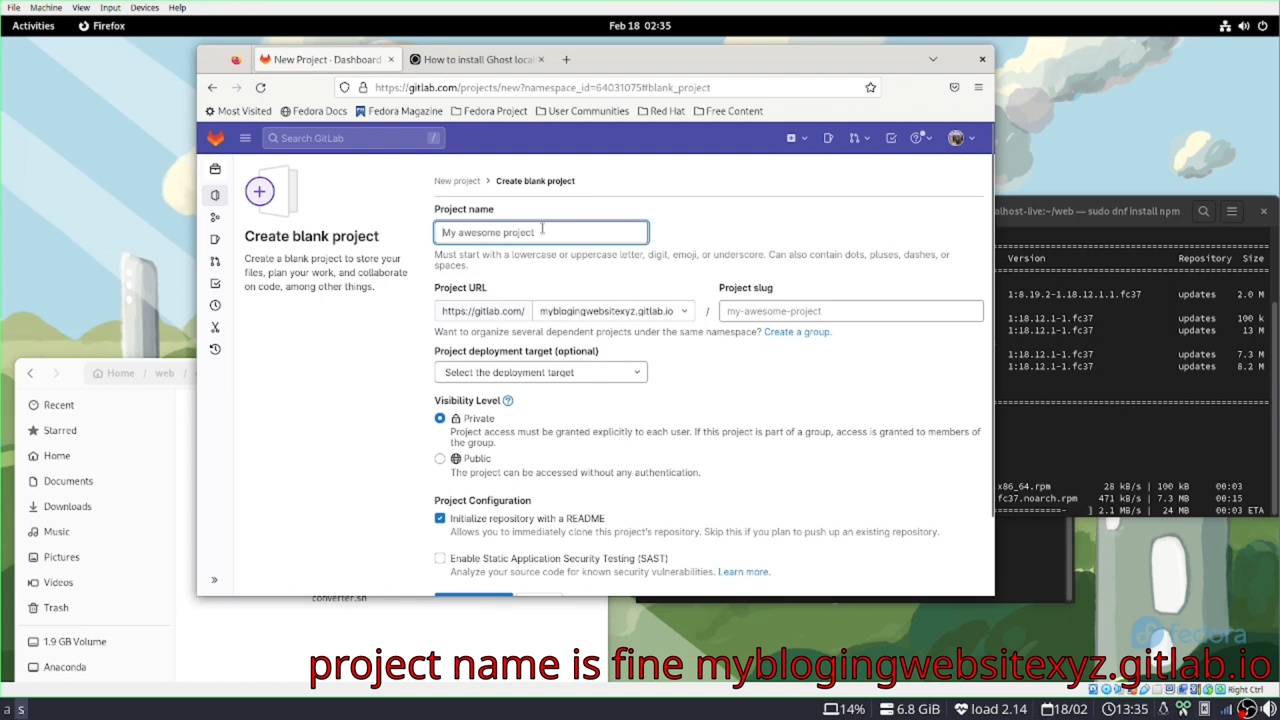 File Machine View Input Devices Help
Activities Firefox Feb 18 02:35
New Project · Dashboard × How to install Ghost local × +
https://gitlab.com/projects/new?namespace_id=64031075#blank_project
Most Visited Fedora Docs Fedora Magazine Fedora Project User Communities Red Hat Free Content
Search GitLab /
New project > Create blank project
Create blank project
Create a blank project to store your
files, plan your work, and collaborate
on code, among other things.
Project name
My awesome project
Must start with a lowercase or uppercase letter, digit, emoji, or underscore. Can also contain dots, pluses, dashes, or
spaces.
Project URL
https://gitlab.com/ myblogingwebsitexyz.gitlab.io
/
Project slug
my-awesome-project
Want to organize several dependent projects under the same namespace? Create a group.
Project deployment target (optional)
Select the deployment target
Visibility Level
Private
Project access must be granted explicitly to each user. If this project is part of a group, access is granted to members of
the group.
Public
The project can be accessed without any authentication.
Project Configuration
Initialize repository with a README
Allows you to immediately clone this project's repository. Skip this if you plan to push up an existing repository.
Enable Static Application Security Testing (SAST)
Analyze your source code for known security vulnerabilities. Learn more.
alhost-live:~/web — sudo dnf install npm
Version Repository Size
1:8.19.2-1.18.12.1.1.fc37 updates 2.0 M
1:18.12.1-1.fc37 updates 100 k
1:18.12.1-1.fc37 updates 13 M
1:18.12.1-1.fc37 updates 7.3 M
1:18.12.1-1.fc37 updates 8.2 M
x86_64.rpm 28 kB/s | 100 kB 00:03
fc37.noarch.rpm 471 kB/s | 7.3 MB 00:15
==============- ] 2.1 MB/s | 24 MB 00:03 ETA
Home web
Recent
Starred
Home
Documents
Downloads
Music
Pictures
Videos
Trash
1.9 GB Volume
Anaconda
converter.sh
fedora
project name is fine myblogingwebsitexyz.gitlab.io
Right Ctrl
a s 14% 6.8 GiB load 2.14 18/02 13:35